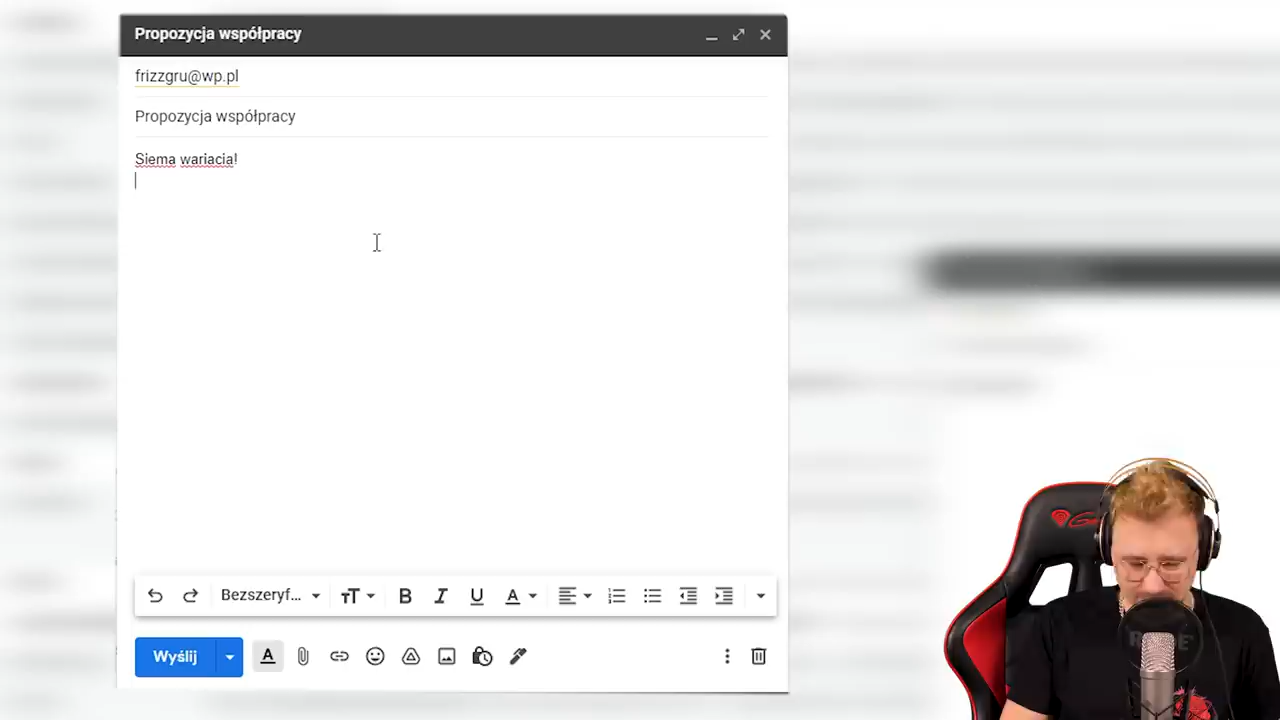 Propozycja współpracy
frizzgru@wp.pl
Propozycja współpracy
Siema wariacia!
Bezszeryf...
Wyślij